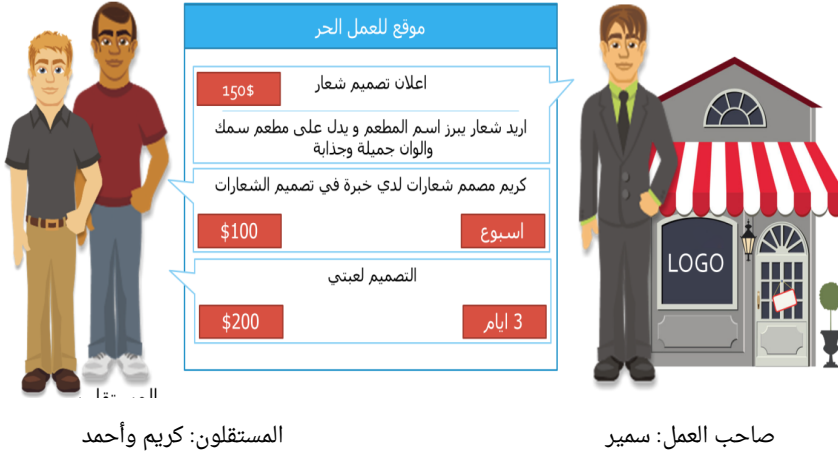 موقع للعمل الحر
اعلان تصميم شعار
150$
اريد شعار يبرز اسم المطعم و يدل على مطعم سمك
والوان جميلة وجذابة
كريم مصمم شعارات لدي خبرة في تصميم الشعارات
اسبوع
$100
التصميم لعبتي
3 ايام
$200
LOGO
صاحب العمل: سمير
المستقلون: كريم وأحمد